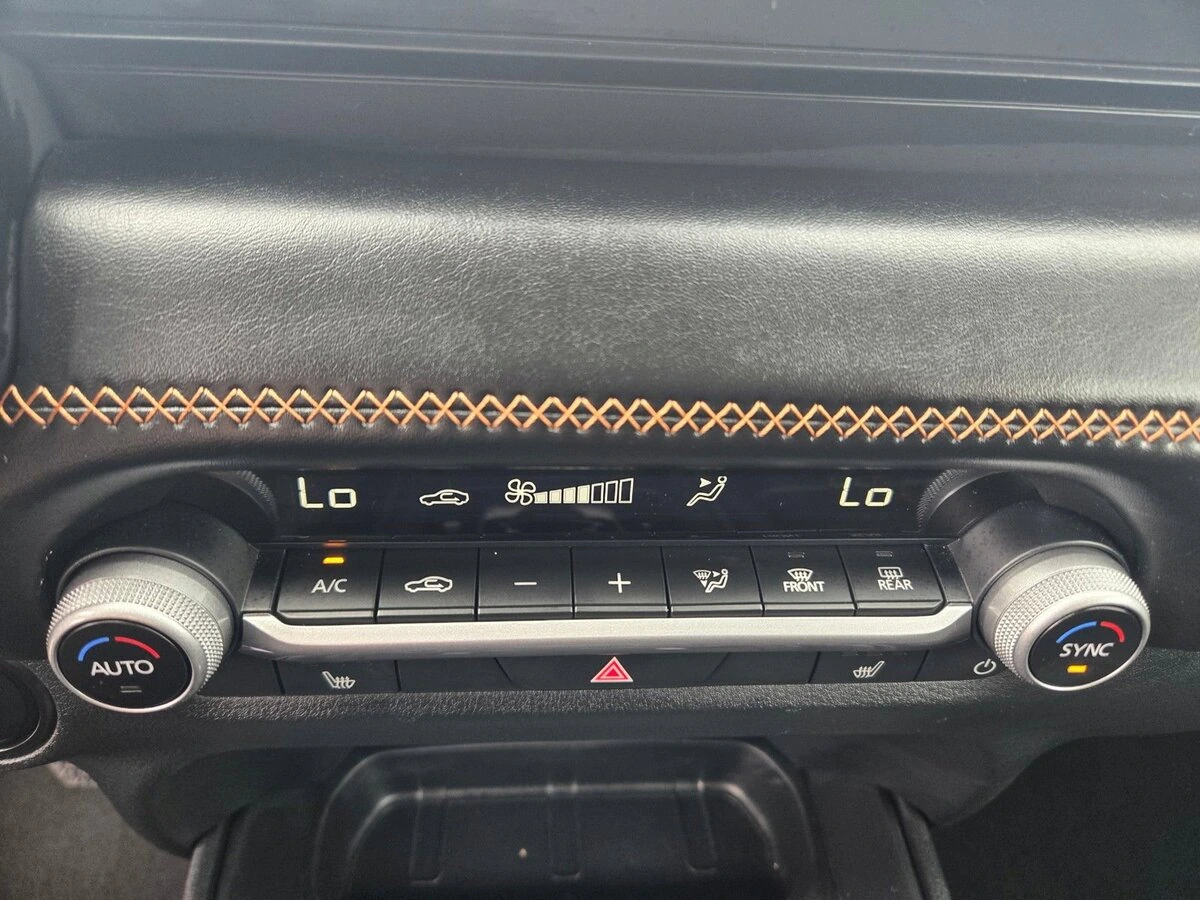 Lo Lo
A/C − + FRONT REAR
AUTO SYNC